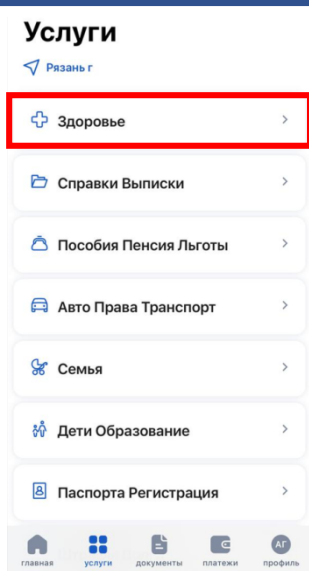 Услуги
Рязань г
Здоровье
Справки Выписки
Пособия Пенсия Льготы
Авто Права Транспорт
Семья
Дети Образование
Паспорта Регистрация
АГ
главная услуги документы платежи профиль